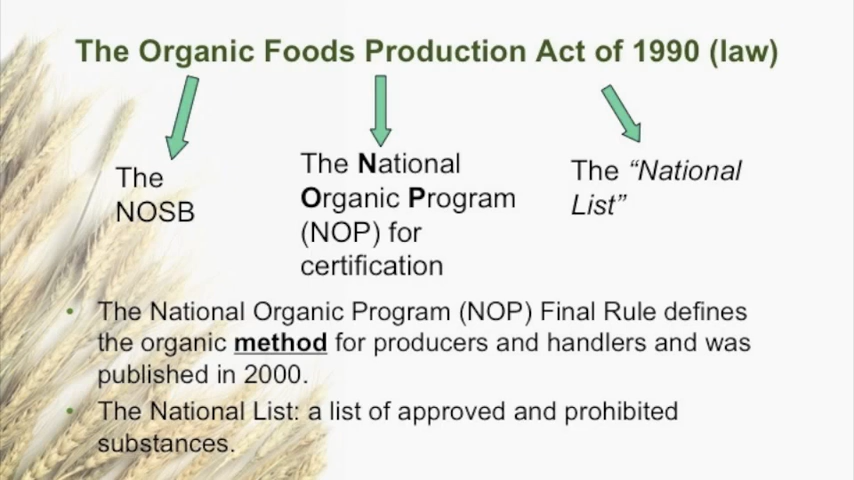 The Organic Foods Production Act of 1990 (law)
The
NOSB
The National
Organic Program
(NOP) for
certification
The “National
List”
• The National Organic Program (NOP) Final Rule defines
the organic method for producers and handlers and was
published in 2000.
• The National List: a list of approved and prohibited
substances.